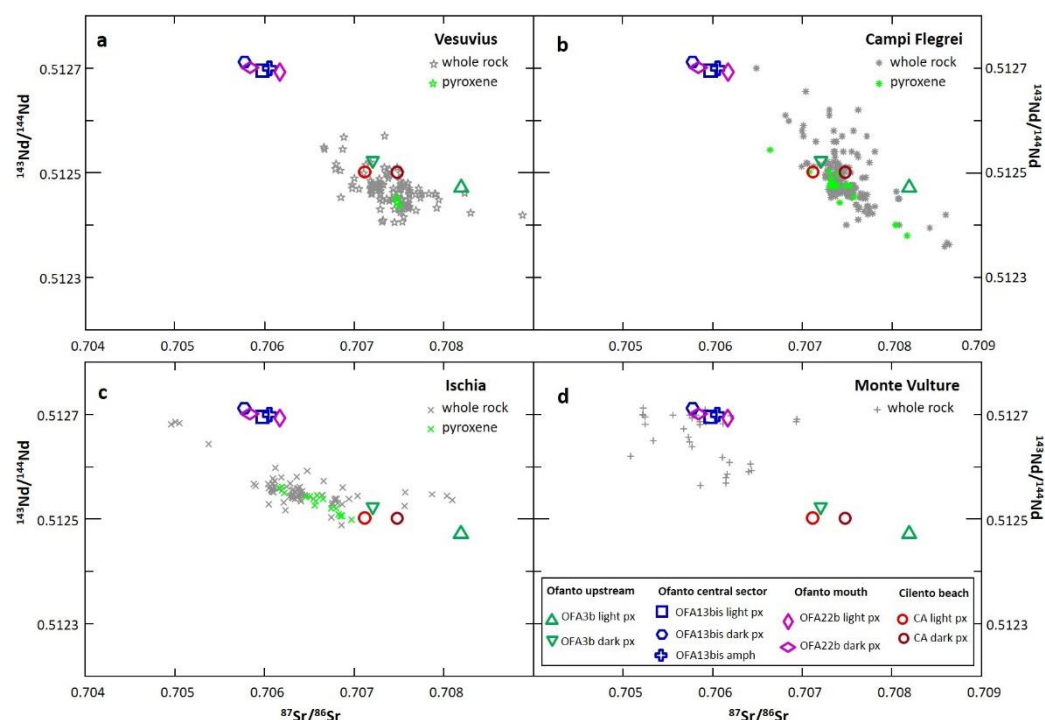 a
Vesuvius
whole rock
pyroxene
0.5127
0.5125
0.5123
¹⁴³Nd/¹⁴⁴Nd
b
Campi Flegrei
whole rock
pyroxene
0.5127
0.5125
0.5123
¹⁴³Nd/¹⁴⁴Nd
0.705 0.706 0.707 0.708
0.705 0.706 0.707 0.708 0.709
c
Ischia
whole rock
pyroxene
0.5127
0.5125
0.5123
¹⁴³Nd/¹⁴⁴Nd
d
Monte Vulture
whole rock
0.5127
0.5125
0.5123
¹⁴³Nd/¹⁴⁴Nd
Ofanto upstream
OFA3b light px
OFA3b dark px
Ofanto central sector
OFA13bis light px
OFA13bis dark px
OFA13bis amph
Ofanto mouth
OFA22b light px
OFA22b dark px
Cilento beach
CA light px
CA dark px
0.704 0.705 0.706 0.707 0.708
0.705 0.706 0.707 0.708 0.709
⁸⁷Sr/⁸⁶Sr
⁸⁷Sr/⁸⁶Sr